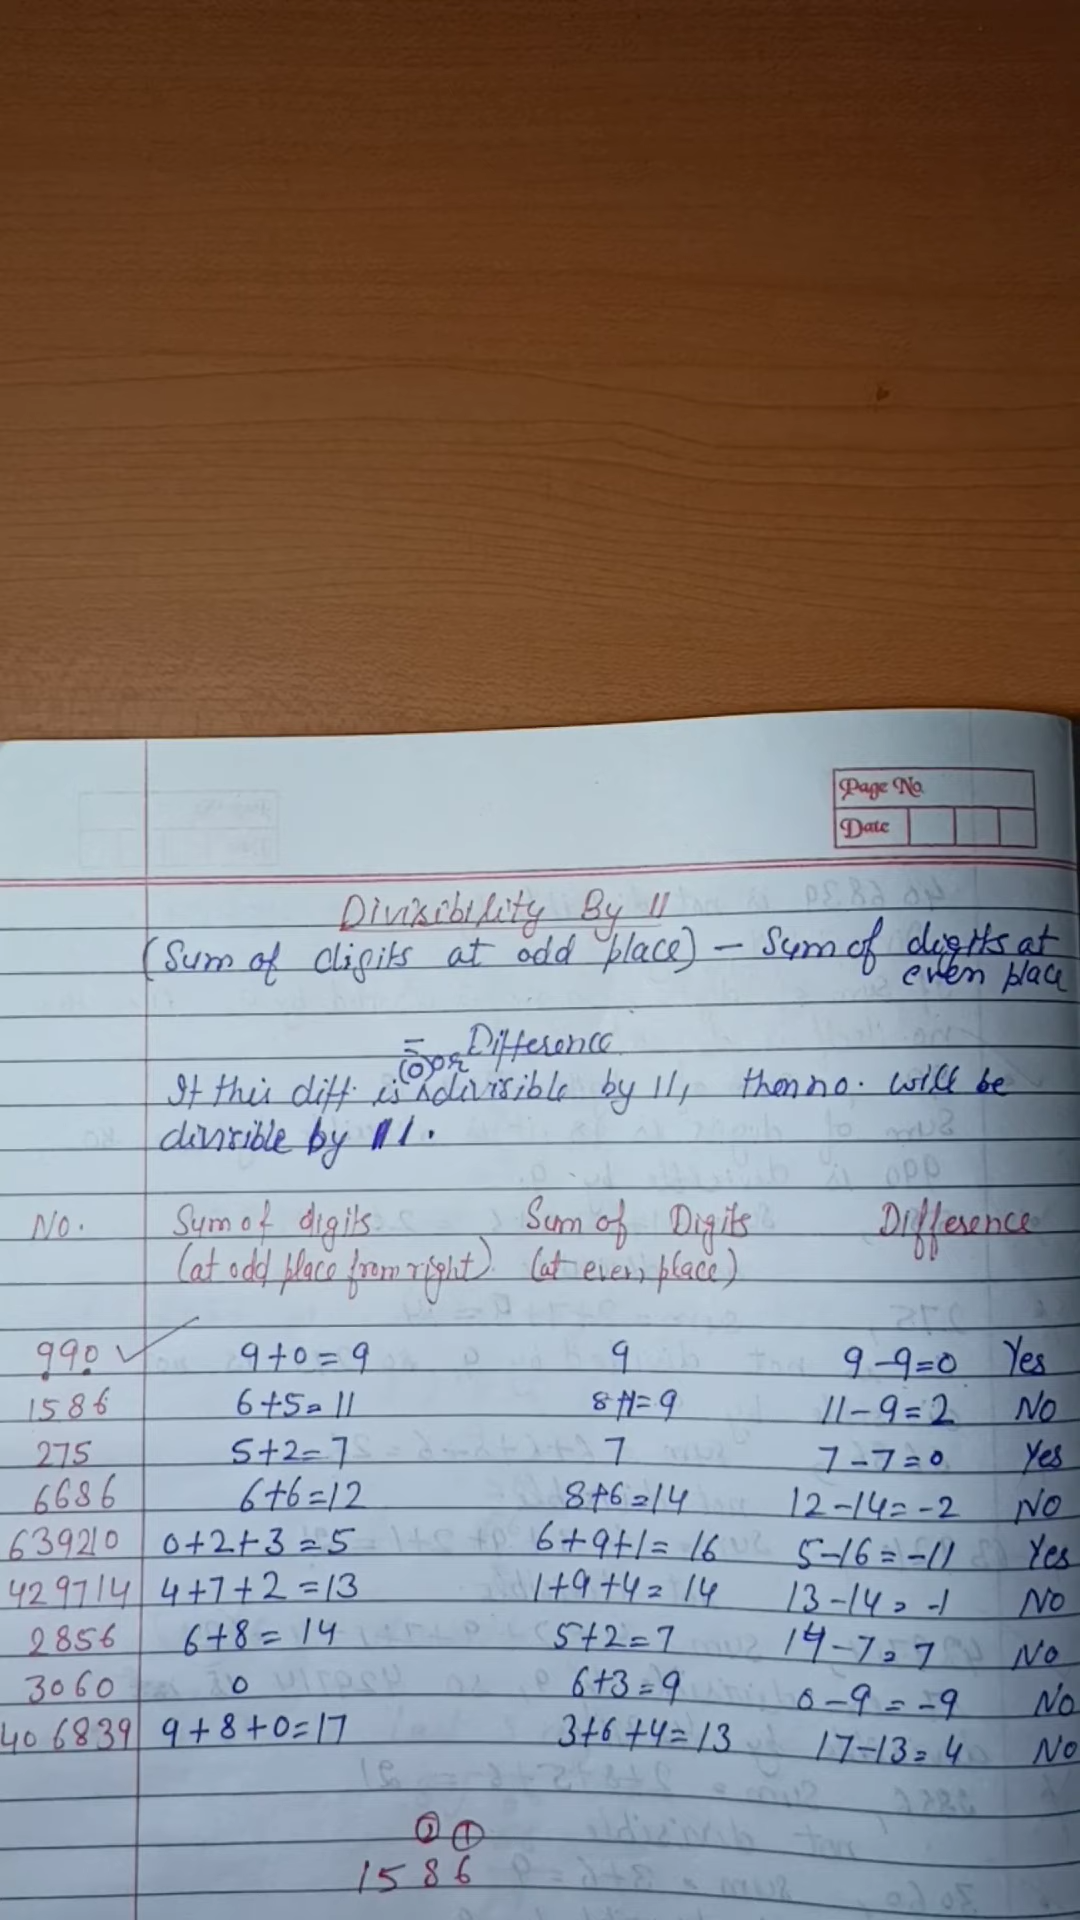 Page No.
Date
Divisibility By 11
(Sum of digits at odd place) - Sum of digits at
even place
= Difference
(0) or
If this diff. is ^ divisible by 11, then no. will be
divisible by 11.
No. Sum of digits Sum of Digits Difference
(at odd place from right) (at even place)
990 ✓ 9+0=9 9 9-9=0 Yes
1586 6+5=11 8+1=9 11-9=2 NO
275 5+2=7 7 7-7=0 Yes
6686 6+6=12 8+6=14 12-14=-2 NO
639210 0+2+3=5 6+9+1=16 5-16=-11 Yes
429714 4+7+2=13 1+9+4=14 13-14=-1 NO
2856 6+8=14 5+2=7 14-7=7 NO
3060 0 6+3=9 0-9=-9 NO
406839 9+8+0=17 3+6+4=13 17-13=4 NO
② ①
1586